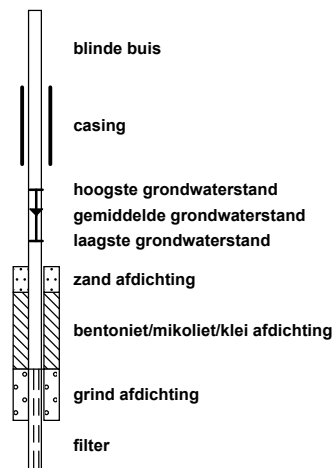 blinde buis
casing
hoogste grondwaterstand
gemiddelde grondwaterstand
laagste grondwaterstand
zand afdichting
bentoniet/mikoliet/klei afdichting
grind afdichting
filter